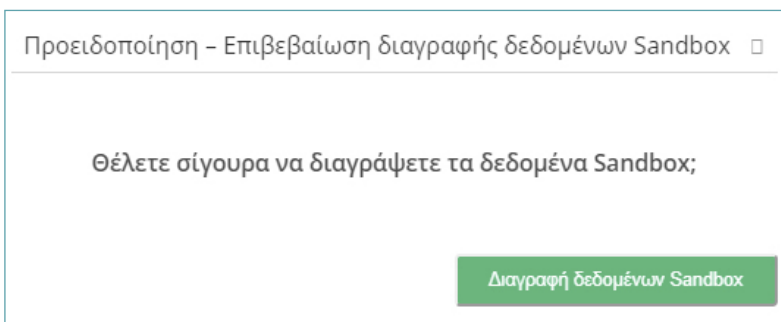 Προειδοποίηση – Επιβεβαίωση διαγραφής δεδομένων Sandbox
Θέλετε σίγουρα να διαγράψετε τα δεδομένα Sandbox;
Διαγραφή δεδομένων Sandbox